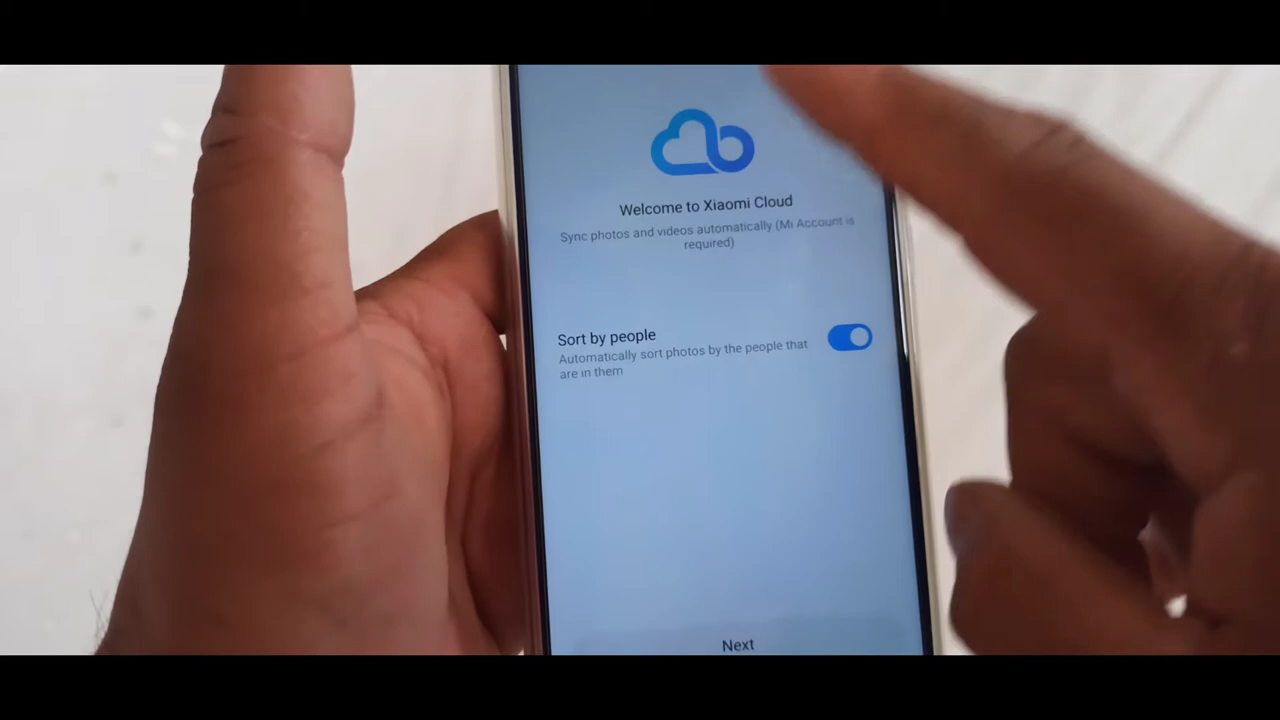 Welcome to Xiaomi Cloud
Sync photos and videos automatically (Mi Account is
required)
Sort by people
Automatically sort photos by the people that
are in them
Next